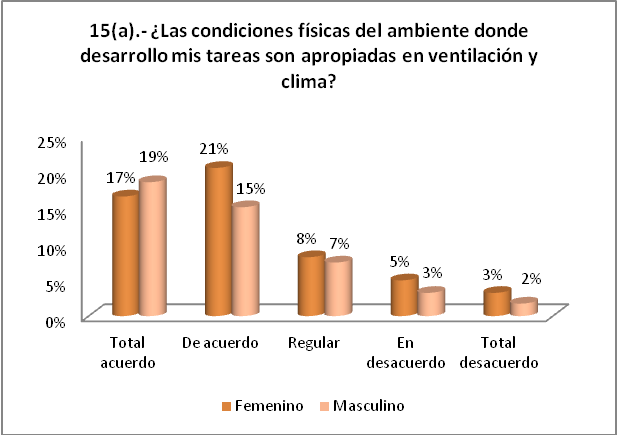 15(a).- ¿Las condiciones físicas del ambiente donde
desarrollo mis tareas son apropiadas en ventilación y
clima?
25%
20%
15%
10%
5%
0%
17%
19%
21%
15%
8%
7%
5%
3%
3%
2%
Total
acuerdo
De acuerdo
Regular
En
desacuerdo
Total
desacuerdo
Femenino
Masculino